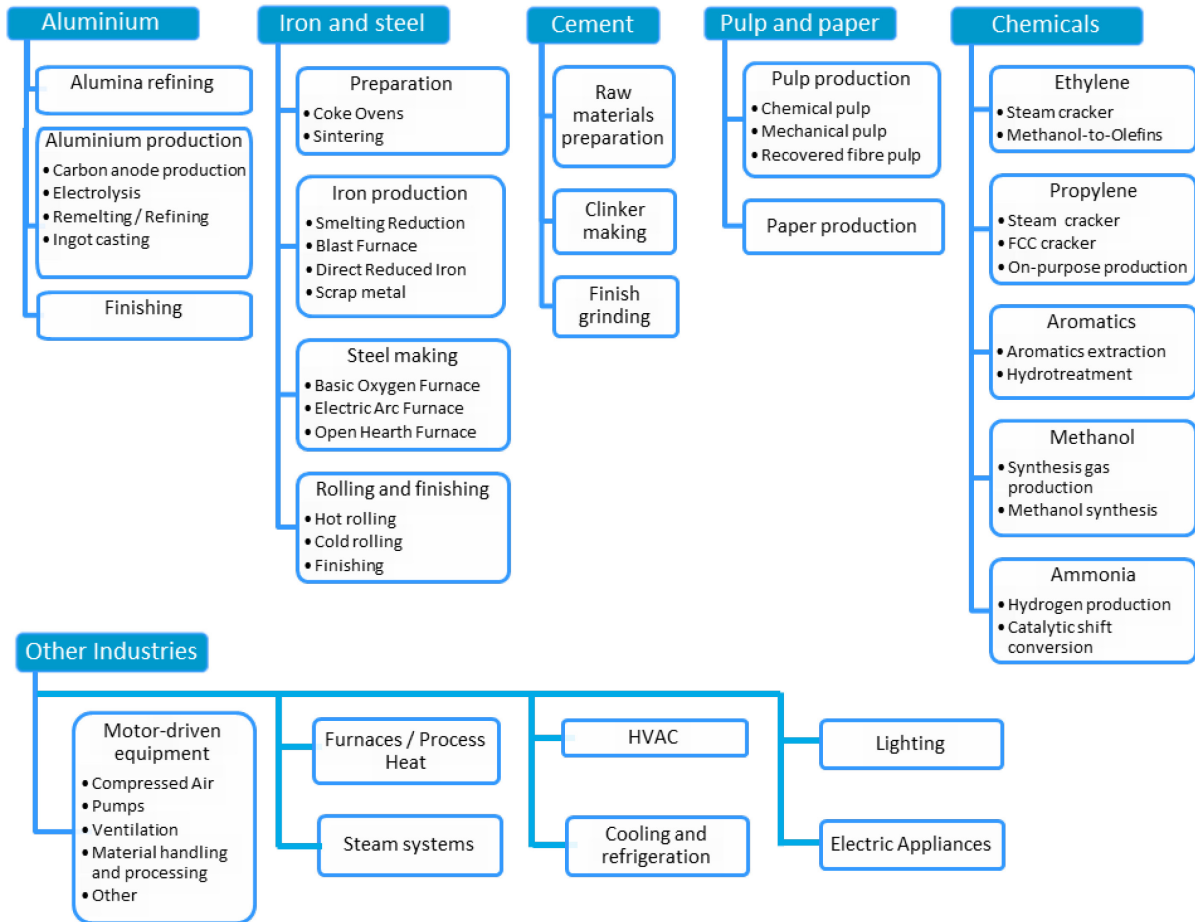 Aluminium
Alumina refining
Aluminium production
• Carbon anode production
• Electrolysis
• Remelting / Refining
• Ingot casting
Finishing
Iron and steel
Preparation
• Coke Ovens
• Sintering
Iron production
• Smelting Reduction
• Blast Furnace
• Direct Reduced Iron
• Scrap metal
Steel making
• Basic Oxygen Furnace
• Electric Arc Furnace
• Open Hearth Furnace
Rolling and finishing
• Hot rolling
• Cold rolling
• Finishing
Cement
Raw
materials
preparation
Clinker
making
Finish
grinding
Pulp and paper
Pulp production
• Chemical pulp
• Mechanical pulp
• Recovered fibre pulp
Paper production
Chemicals
Ethylene
• Steam cracker
• Methanol-to-Olefins
Propylene
• Steam cracker
• FCC cracker
• On-purpose production
Aromatics
• Aromatics extraction
• Hydrotreatment
Methanol
• Synthesis gas
production
• Methanol synthesis
Ammonia
• Hydrogen production
• Catalytic shift
conversion
Other Industries
Motor-driven
equipment
• Compressed Air
• Pumps
• Ventilation
• Material handling
and processing
• Other
Furnaces / Process
Heat
Steam systems
HVAC
Cooling and
refrigeration
Lighting
Electric Appliances